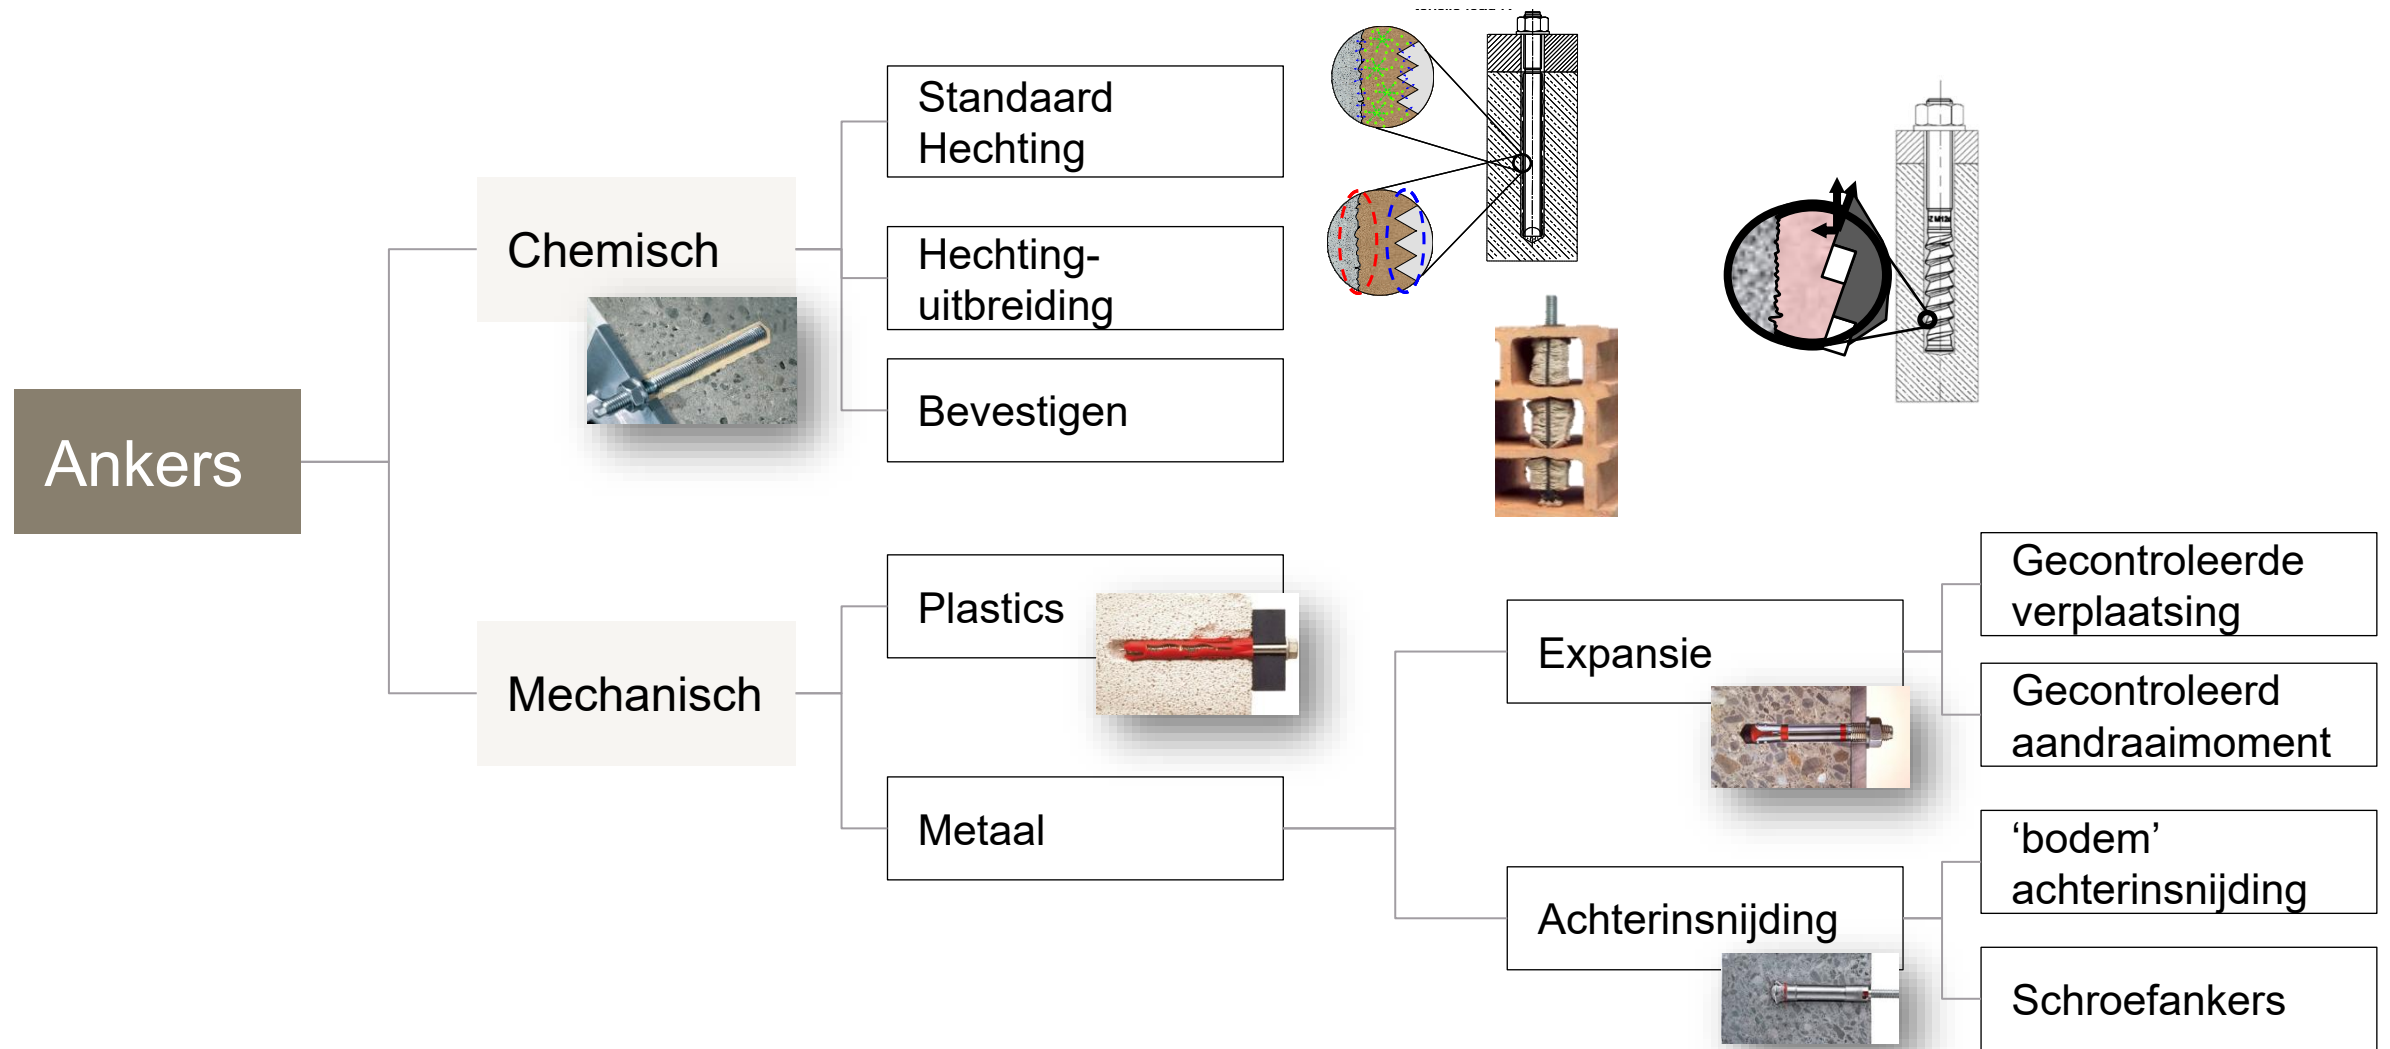 Standaard
Hechting
Chemisch
Hechting-
uitbreiding
Bevestigen
Ankers
Plastics
Mechanisch
Metaal
Expansie
Gecontroleerde
verplaatsing
Gecontroleerd
aandraaimoment
Achterinsnijding
‘bodem’
achterinsnijding
Schroefankers